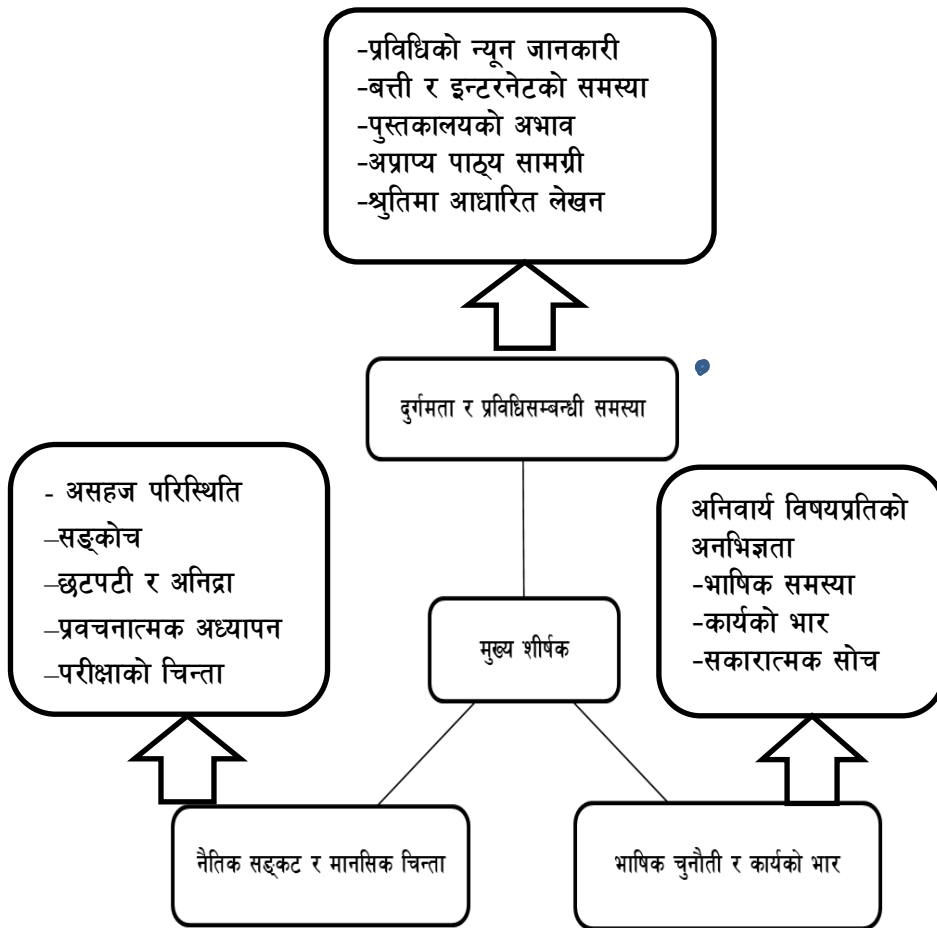 -प्रविधिको न्यून जानकारी
-बत्ती र इन्टरनेटको समस्या
-पुस्तकालयको अभाव
-अप्राप्य पाठ्य सामग्री
-श्रुतिमा आधारित लेखन
दुर्गमता र प्रविधिसम्बन्धी समस्या
- असहज परिस्थिति
–सङ्कोच
–छटपटी र अनिद्रा
–प्रवचनात्मक अध्यापन
–परीक्षाको चिन्ता
अनिवार्य विषयप्रतिको
अनभिज्ञता
-भाषिक समस्या
-कार्यको भार
-सकारात्मक सोच
मुख्य शीर्षक
नैतिक सङ्कट र मानसिक चिन्ता
भाषिक चुनौती र कार्यको भार